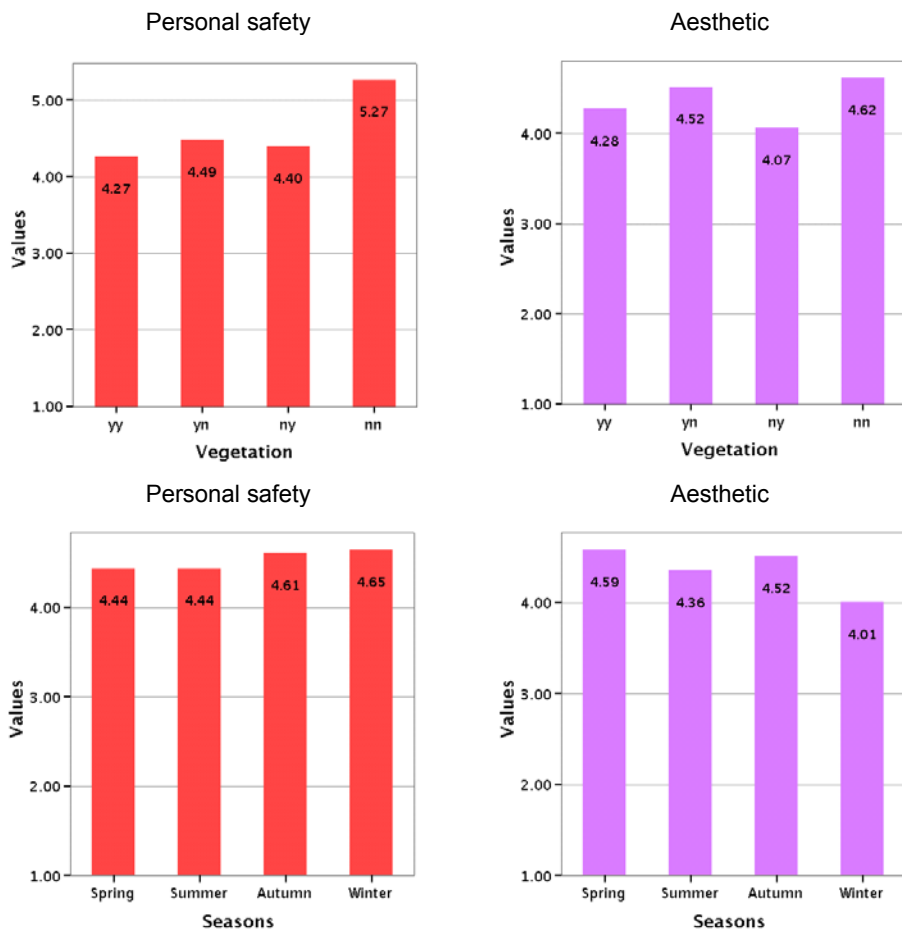 Personal safety
5.00
4.00
3.00
2.00
1.00
Values
4.27
4.49
4.40
5.27
yy
yn
ny
nn
Vegetation
Aesthetic
4.00
3.00
2.00
1.00
Values
4.28
4.52
4.07
4.62
yy
yn
ny
nn
Vegetation
Personal safety
4.00
3.00
2.00
1.00
Values
4.44
4.44
4.61
4.65
Spring
Summer
Autumn
Winter
Seasons
Aesthetic
4.00
3.00
2.00
1.00
Values
4.59
4.36
4.52
4.01
Spring
Summer
Autumn
Winter
Seasons